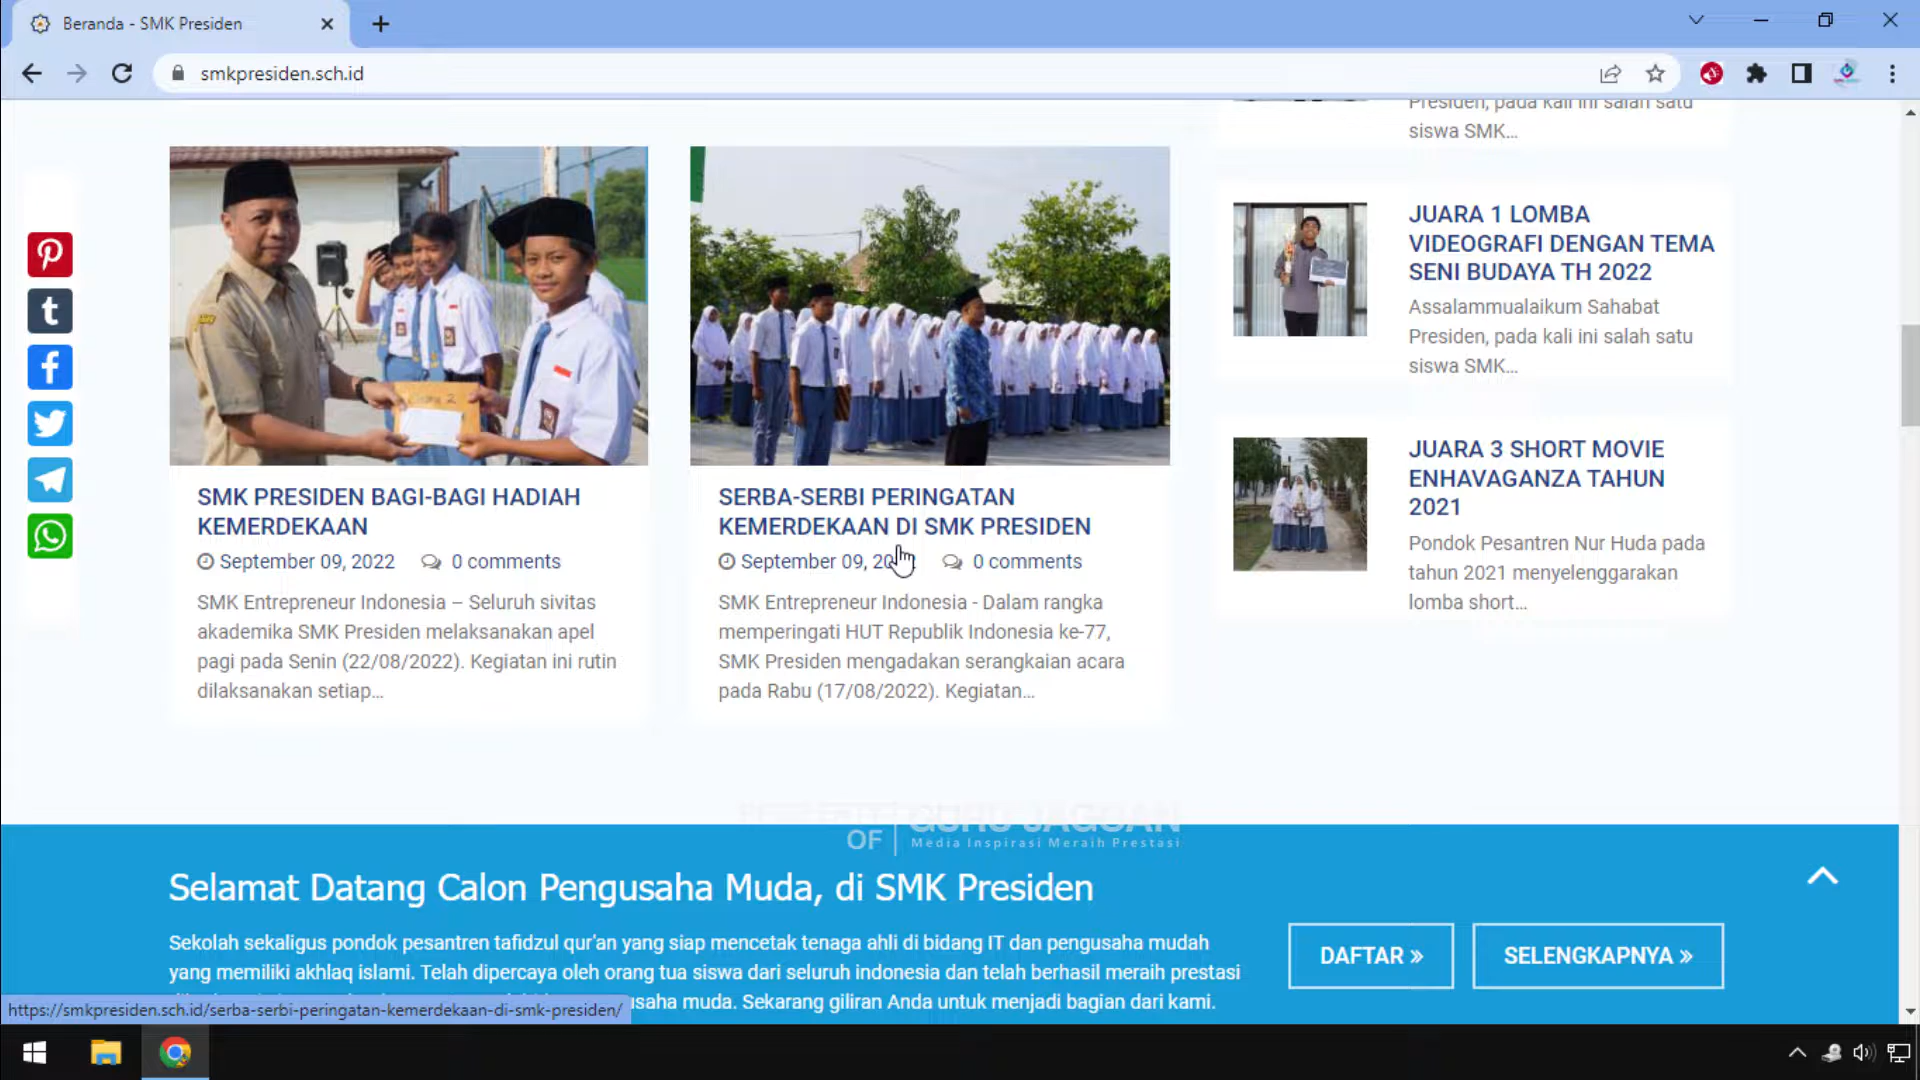 Beranda - SMK Presiden
smkpresiden.sch.id
Presiden, pada kali ini salah satu
siswa SMK...
JUARA 1 LOMBA
VIDEOGRAFI DENGAN TEMA
SENI BUDAYA TH 2022
Assalammualaikum Sahabat
Presiden, pada kali ini salah satu
siswa SMK...
JUARA 3 SHORT MOVIE
ENHAVAGANZA TAHUN
2021
Pondok Pesantren Nur Huda pada
tahun 2021 menyelenggarakan
lomba short...
SMK PRESIDEN BAGI-BAGI HADIAH
KEMERDEKAAN
September 09, 2022 0 comments
SMK Entrepreneur Indonesia – Seluruh sivitas
akademika SMK Presiden melaksanakan apel
pagi pada Senin (22/08/2022). Kegiatan ini rutin
dilaksanakan setiap...
SERBA-SERBI PERINGATAN
KEMERDEKAAN DI SMK PRESIDEN
September 09, 0 comments
SMK Entrepreneur Indonesia - Dalam rangka
memperingati HUT Republik Indonesia ke-77,
SMK Presiden mengadakan serangkaian acara
pada Rabu (17/08/2022). Kegiatan...
OF GURU JAGOAN
Media Inspirasi Meraih Prestasi
Selamat Datang Calon Pengusaha Muda, di SMK Presiden
Sekolah sekaligus pondok pesantren tafidzul qur'an yang siap mencetak tenaga ahli di bidang IT dan pengusaha mudah
yang memiliki akhlaq islami. Telah dipercaya oleh orang tua siswa dari seluruh indonesia dan telah berhasil meraih prestasi
muda. Sekarang giliran Anda untuk menjadi bagian dari kami.
DAFTAR »
SELENGKAPNYA »
https://smkpresiden.sch.id/serba-serbi-peringatan-kemerdekaan-di-smk-presiden/